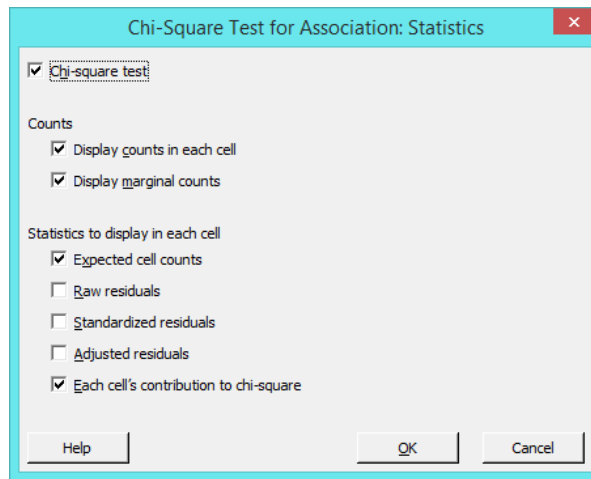 Chi-Square Test for Association: Statistics
Chi-square test
Counts
Display counts in each cell
Display marginal counts
Statistics to display in each cell
Expected cell counts
Raw residuals
Standardized residuals
Adjusted residuals
Each cell's contribution to chi-square
Help OK Cancel